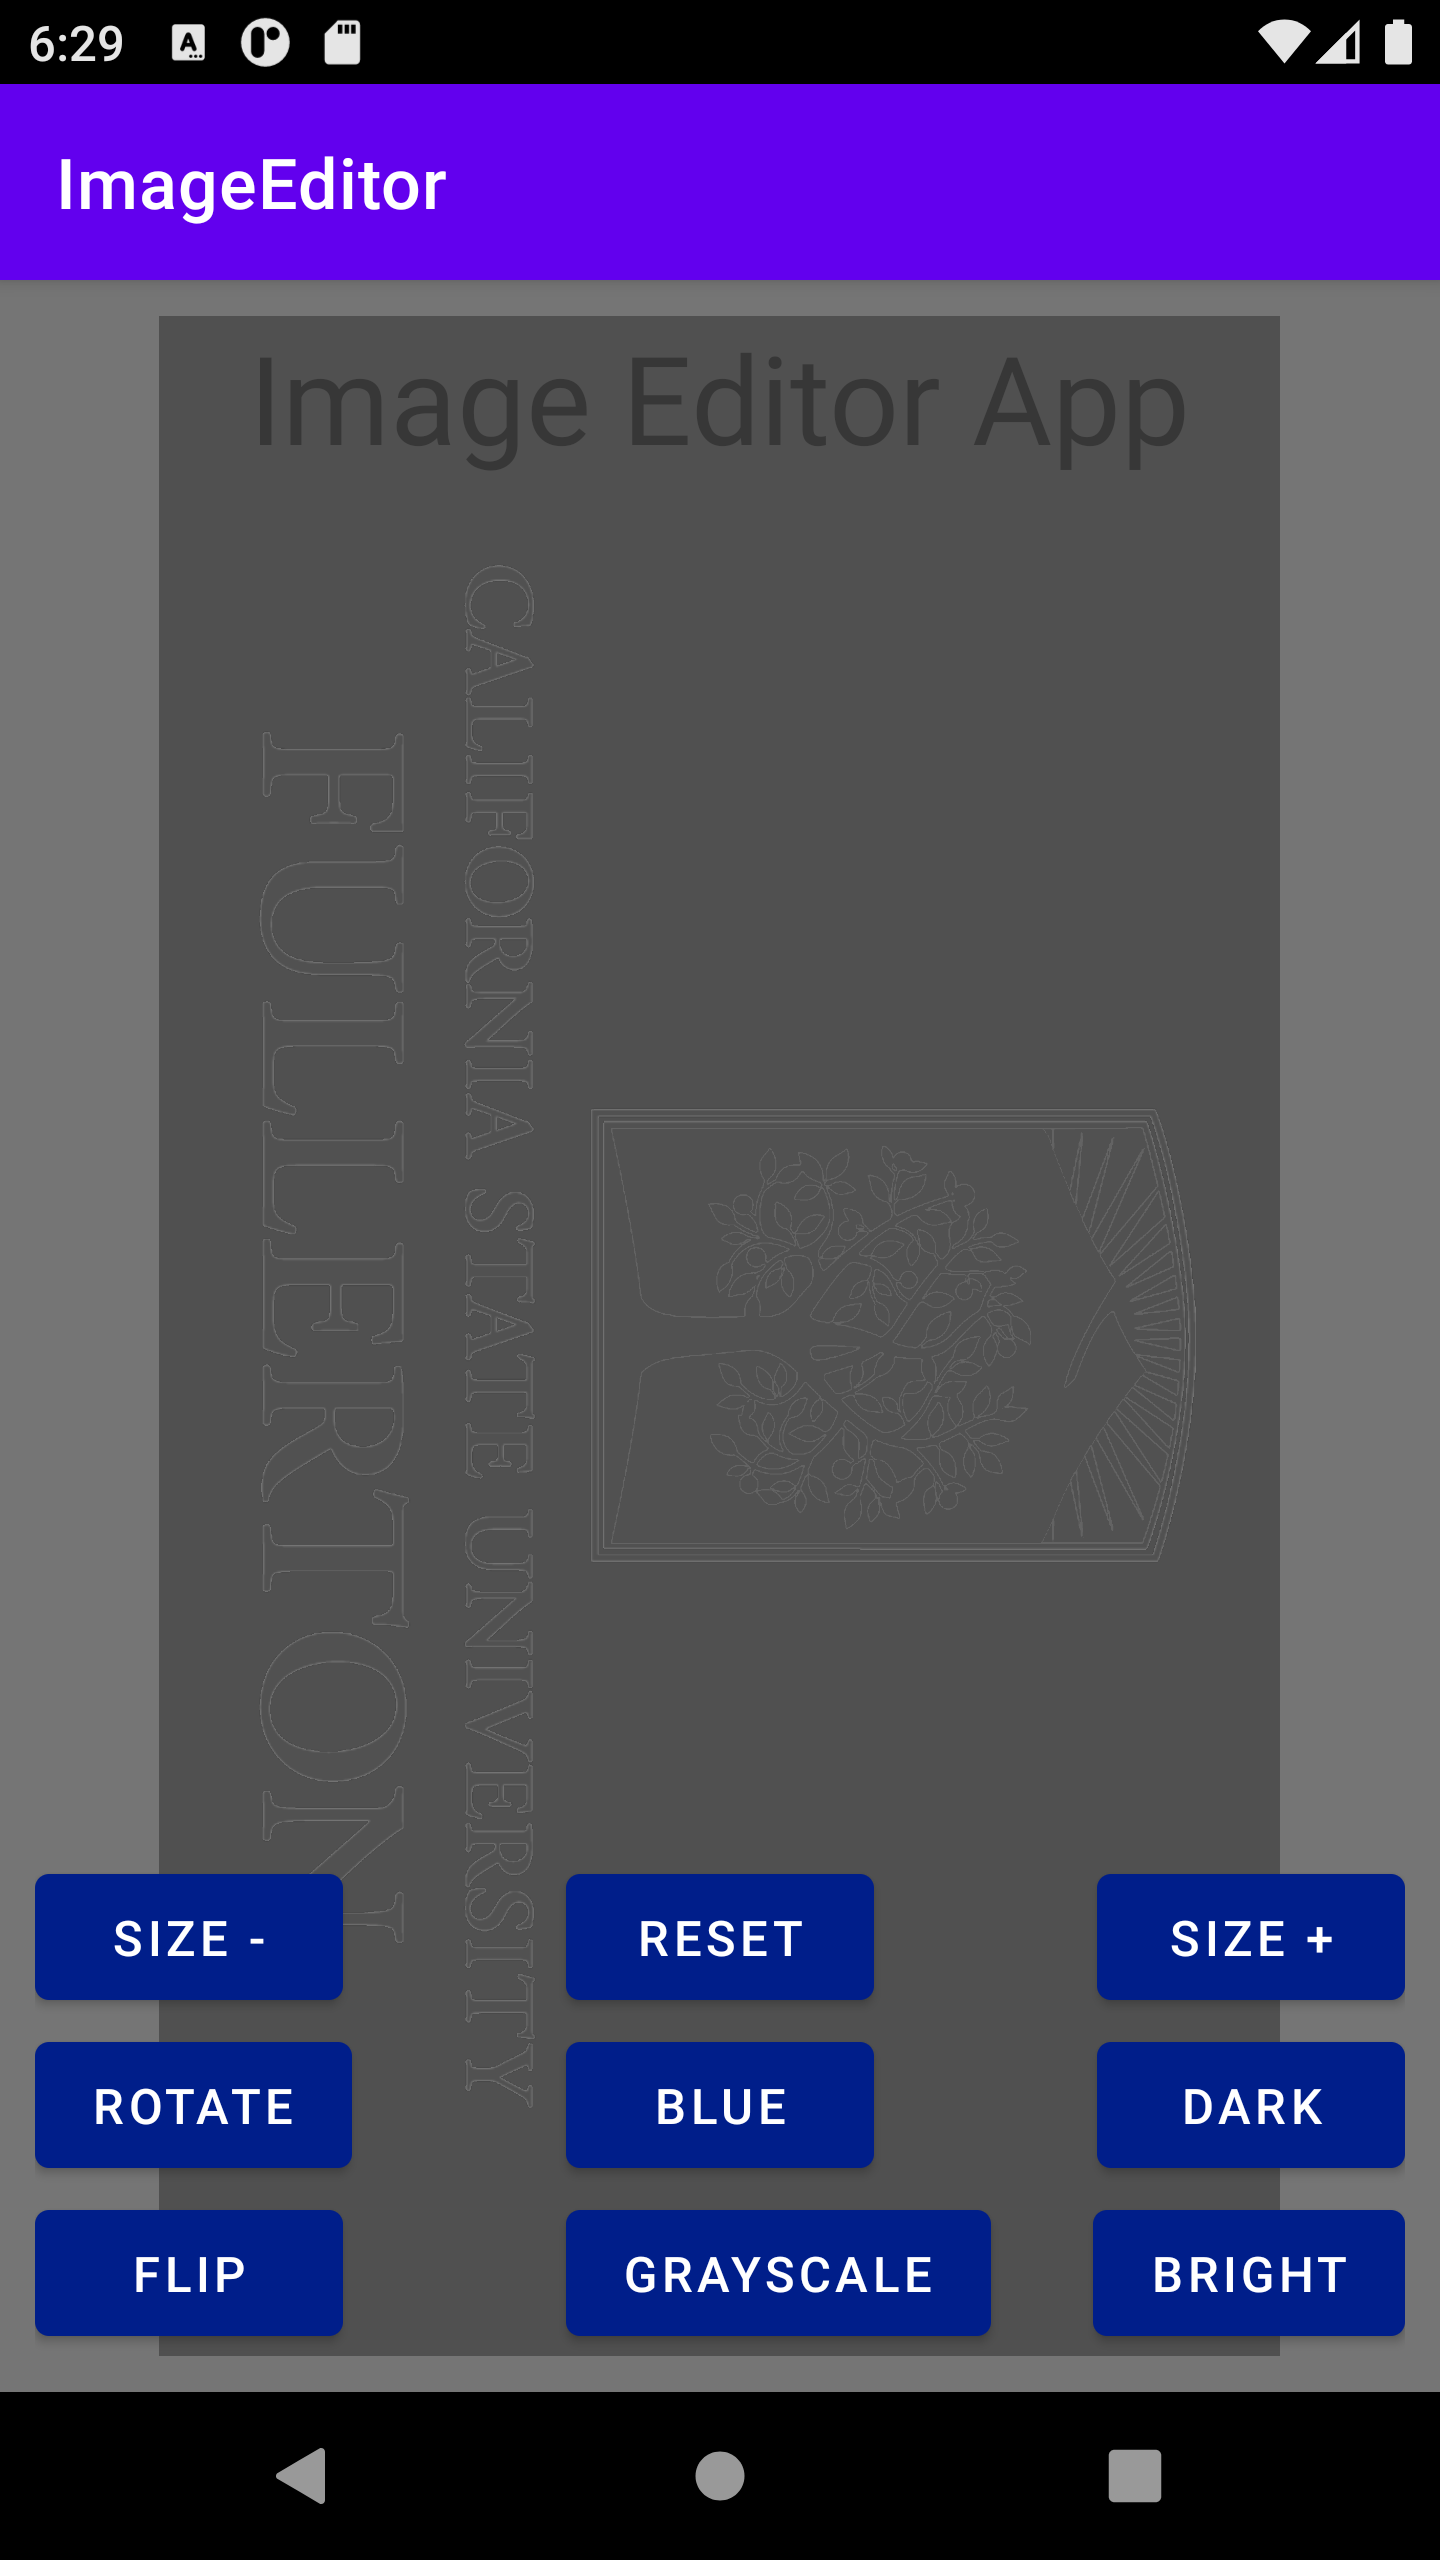 6:29
ImageEditor
Image Editor App
CALIFORNIA STATE UNIVERSITY
FULLERTON
SIZE -
RESET
SIZE +
ROTATE
BLUE
DARK
FLIP
GRAYSCALE
BRIGHT